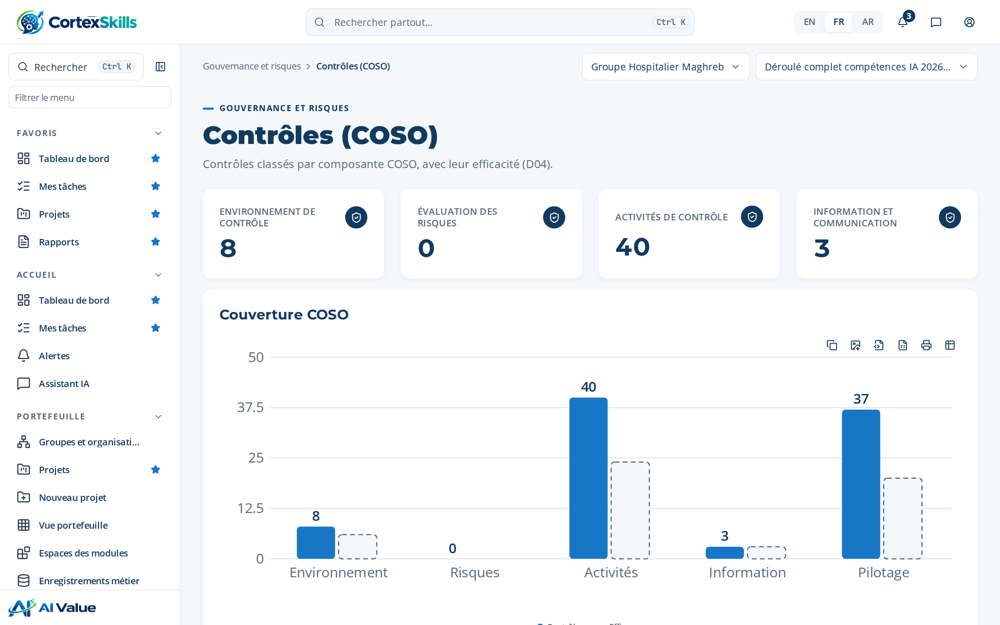 CortexSkills
Rechercher partout...
Ctrl K
EN
FR
AR
3
Rechercher
Ctrl K
Filtrer le menu
FAVORIS
Tableau de bord
Mes tâches
Projets
Rapports
ACCUEIL
Tableau de bord
Mes tâches
Alertes
Assistant IA
PORTEFEUILLE
Groupes et organisati...
Projets
Nouveau projet
Vue portefeuille
Espaces des modules
Enregistrements métier
AI Value
Gouvernance et risques > Contrôles (COSO)
Groupe Hospitalier Maghreb
Déroulé complet compétences IA 2026...
GOUVERNANCE ET RISQUES
Contrôles (COSO)
Contrôles classés par composante COSO, avec leur efficacité (D04).
ENVIRONNEMENT DE
CONTRÔLE
8
ÉVALUATION DES
RISQUES
0
ACTIVITÉS DE CONTRÔLE
40
INFORMATION ET
COMMUNICATION
3
Couverture COSO
50
37.5
25
12.5
0
8
0
40
3
37
Environnement
Risques
Activités
Information
Pilotage